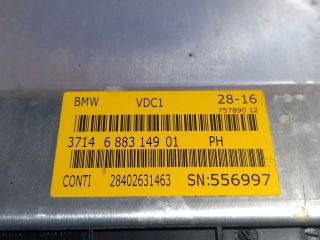 BMW VDC1 28-16
757890 12
3714 6 883 149 01 PH
CONTI 28402631463 SN:556997